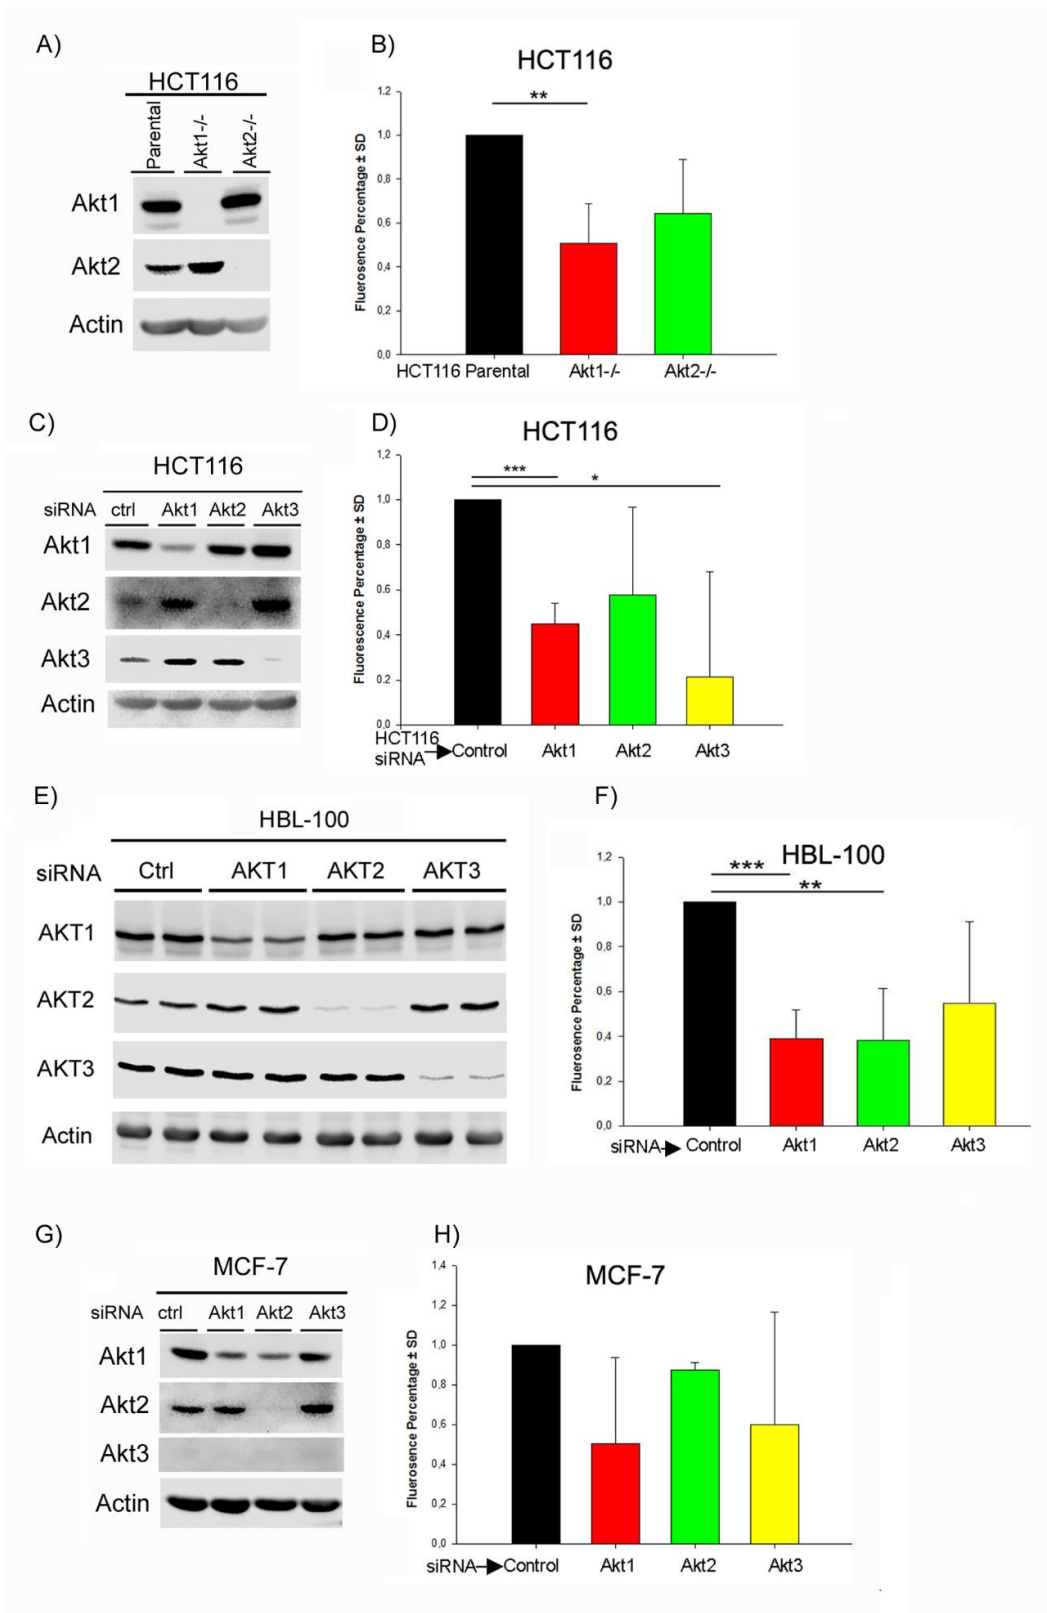 A)
HCT116
Parental
Akt1-/-
Akt2-/-
Akt1
Akt2
Actin
B)
HCT116
**
Fluerosence Percentage ± SD
1,2
1,0
0,8
0,6
0,4
0,2
0,0
HCT116 Parental Akt1-/- Akt2-/-
C)
HCT116
siRNA ctrl Akt1 Akt2 Akt3
Akt1
Akt2
Akt3
Actin
D)
HCT116
***
*
Fluorescence Percentage ± SD
1,2
1,0
0.8
0.6
0,4
0.2
0,0
HCT116
siRNA Control Akt1 Akt2 Akt3
E)
HBL-100
siRNA Ctrl AKT1 AKT2 AKT3
AKT1
AKT2
AKT3
Actin
F)
HBL-100
***
**
Fluerosence Percentage ± SD
1,2
1,0
0,8
0,6
0,4
0,2
0,0
siRNA Control Akt1 Akt2 Akt3
G)
MCF-7
siRNA ctrl Akt1 Akt2 Akt3
Akt1
Akt2
Akt3
Actin
H)
MCF-7
Fluerosence Percentage ± SD
1,4
1,2
1,0
0,8
0,6
0,4
0,2
0,0
siRNA Control Akt1 Akt2 Akt3